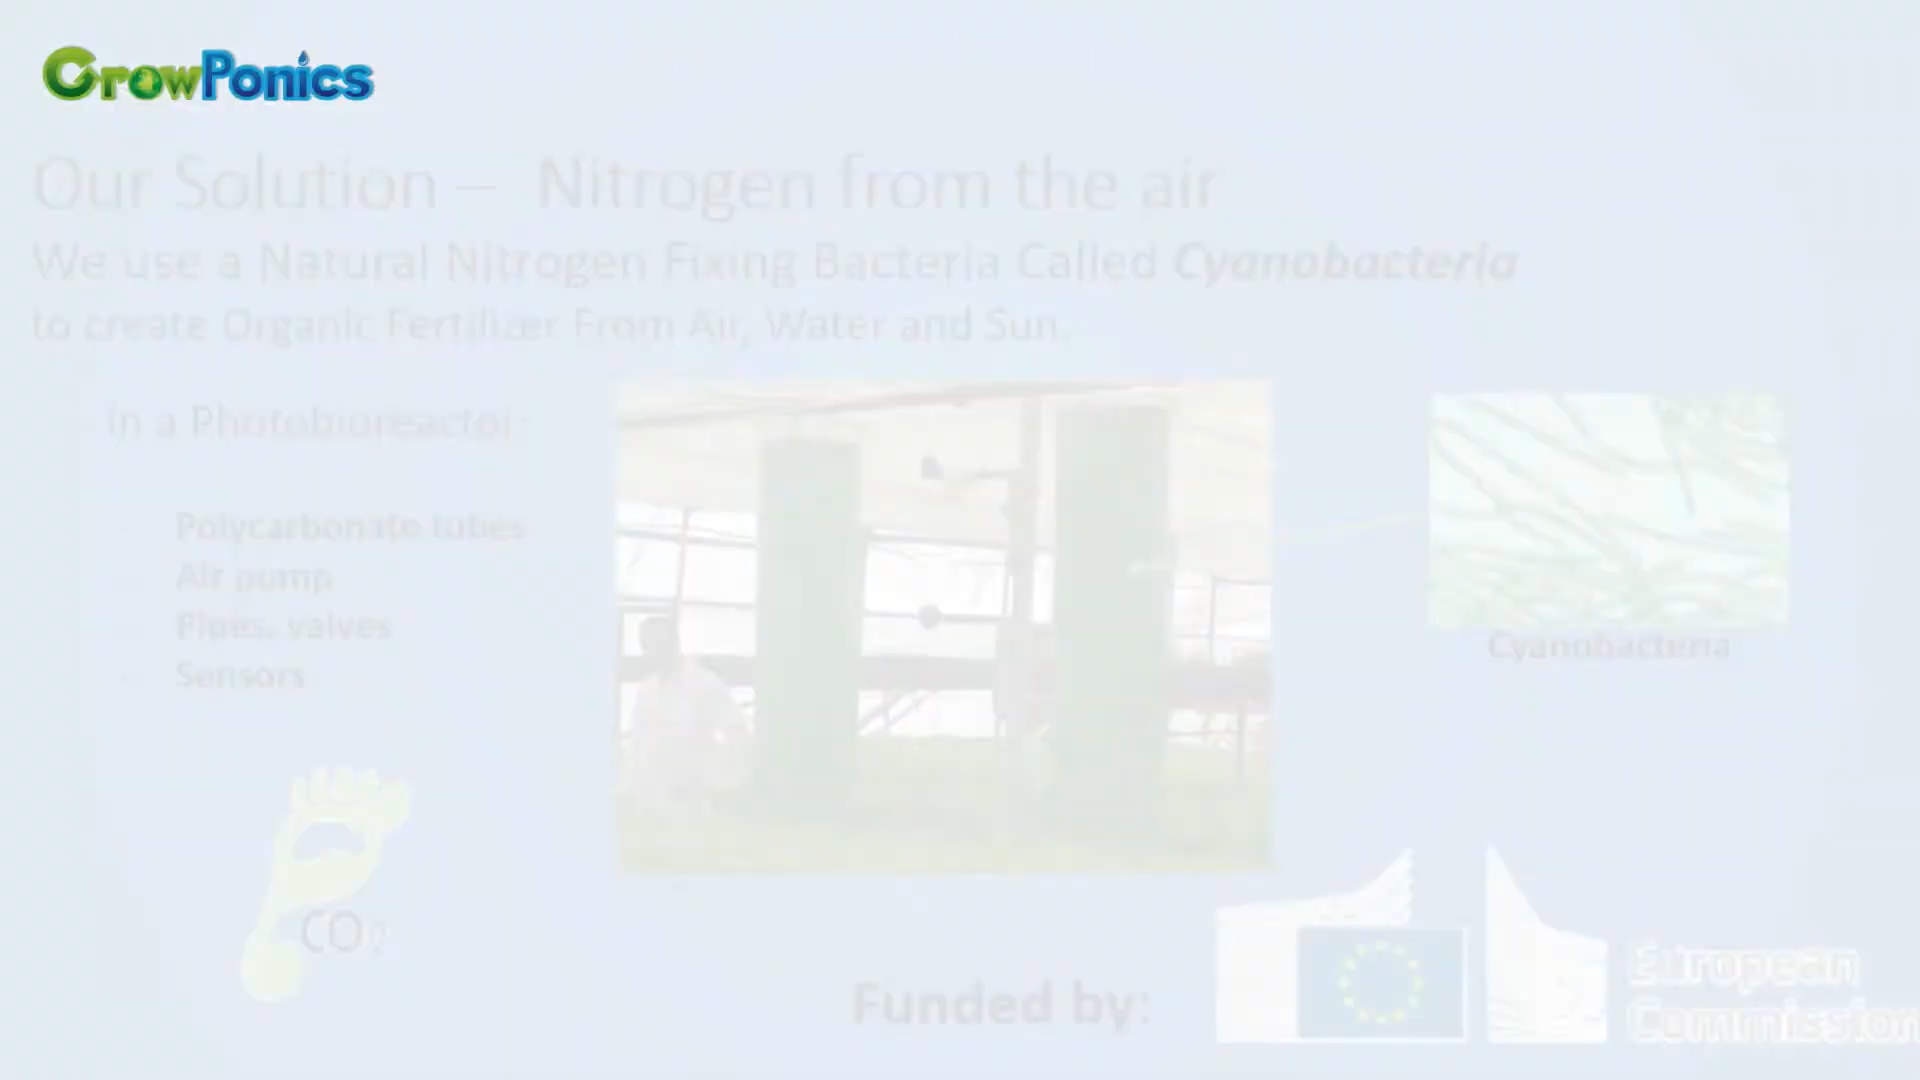 GrowPonics
Our Solution – Nitrogen from the air
We use a Natural Nitrogen Fixing Bacteria Called Cyanobacteria
to create Organic Fertilizer From Air, Water and Sun.
In a Photobioreactor
- Polycarbonate tubes
- Air pump
- Pipes, valves
- Sensors
Cyanobacteria
CO2
Funded by:
European
Commission